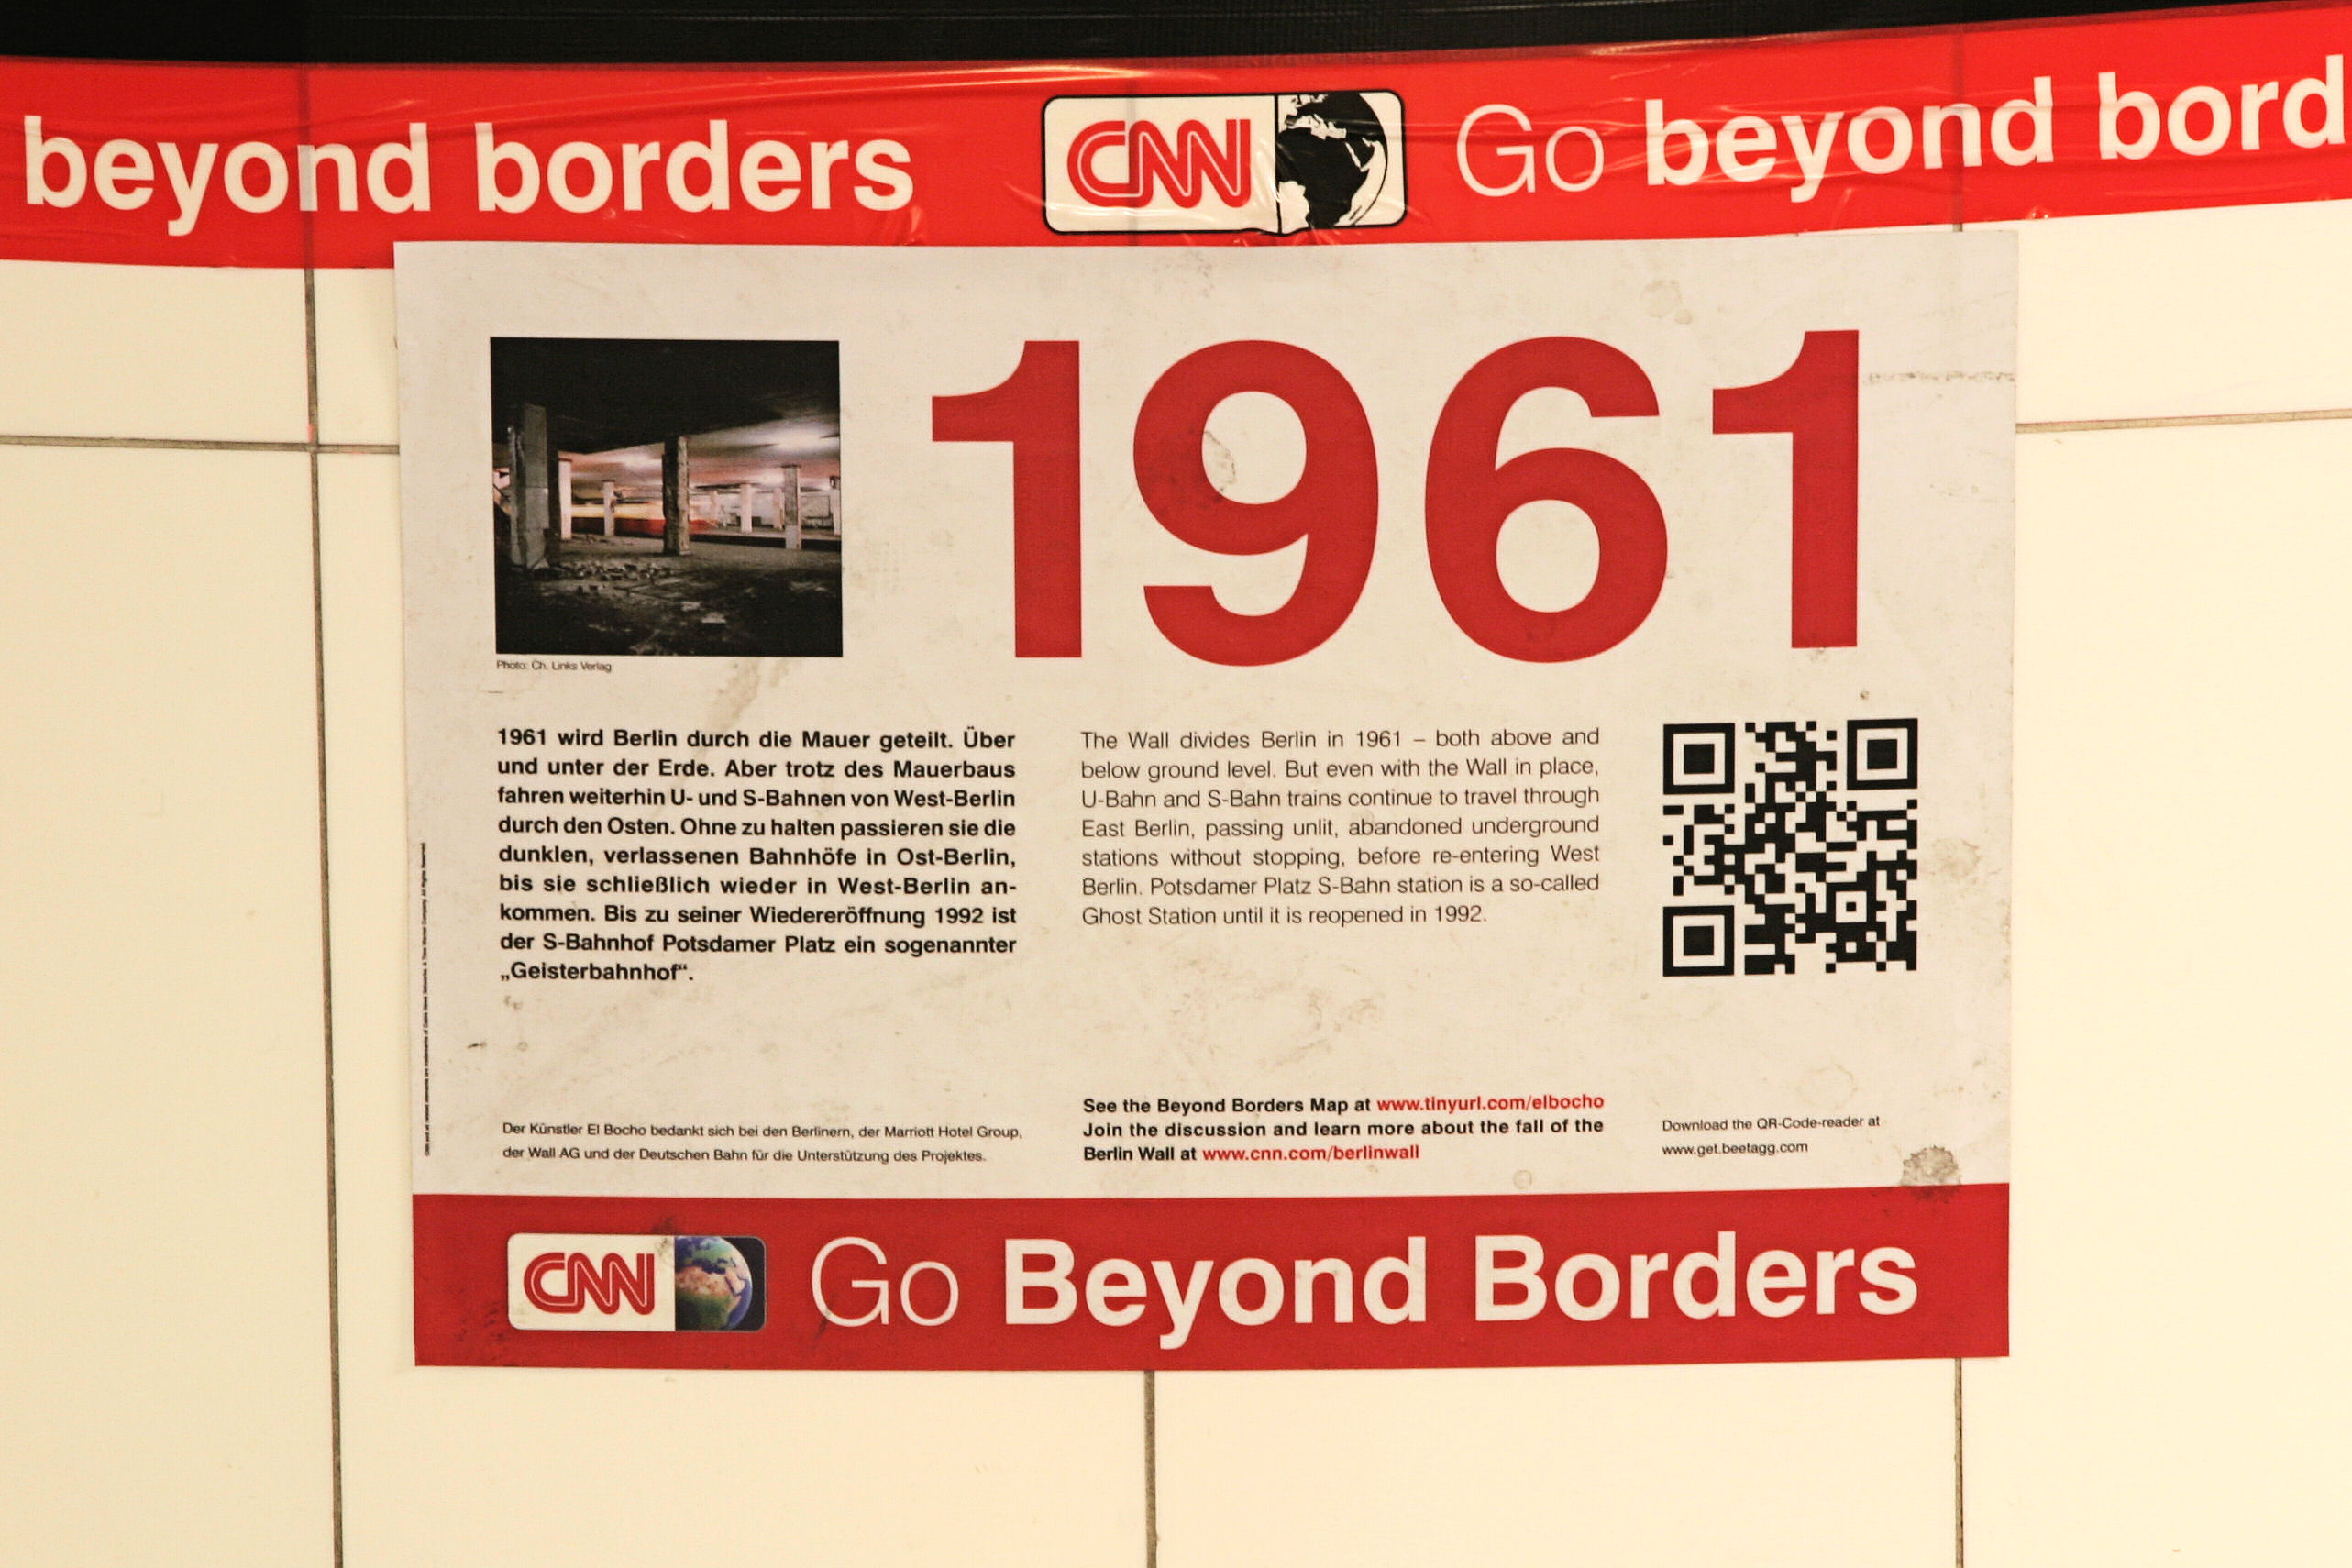 beyond borders CNN Go beyond bord
1961
Photo: Ch. Links Verlag
1961 wird Berlin durch die Mauer geteilt. Über
und unter der Erde. Aber trotz des Mauerbaus
fahren weiterhin U- und S-Bahnen von West-Berlin
durch den Osten. Ohne zu halten passieren sie die
dunklen, verlassenen Bahnhöfe in Ost-Berlin,
bis sie schließlich wieder in West-Berlin an-
kommen. Bis zu seiner Wiedereröffnung 1992 ist
der S-Bahnhof Potsdamer Platz ein sogenannter
„Geisterbahnhof“.
The Wall divides Berlin in 1961 – both above and
below ground level. But even with the Wall in place,
U-Bahn and S-Bahn trains continue to travel through
East Berlin, passing unlit, abandoned underground
stations without stopping, before re-entering West
Berlin. Potsdamer Platz S-Bahn station is a so-called
Ghost Station until it is reopened in 1992.
Der Künstler El Bocho bedankt sich bei den Berlinern, der Marriott Hotel Group,
der Wall AG und der Deutschen Bahn für die Unterstützung des Projektes.
See the Beyond Borders Map at www.tinyurl.com/elbocho
Join the discussion and learn more about the fall of the
Berlin Wall at www.cnn.com/berlinwall
Download the QR-Code-reader at
www.get.beetagg.com
CNN Go Beyond Borders